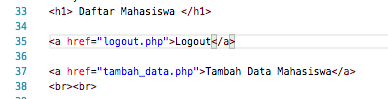 33 <h1> Daftar Mahasiswa </h1>
34
35 <a href="logout.php">Logout</a>
36
37 <a href="tambah_data.php">Tambah Data Mahasiswa</a>
38 <br><br>